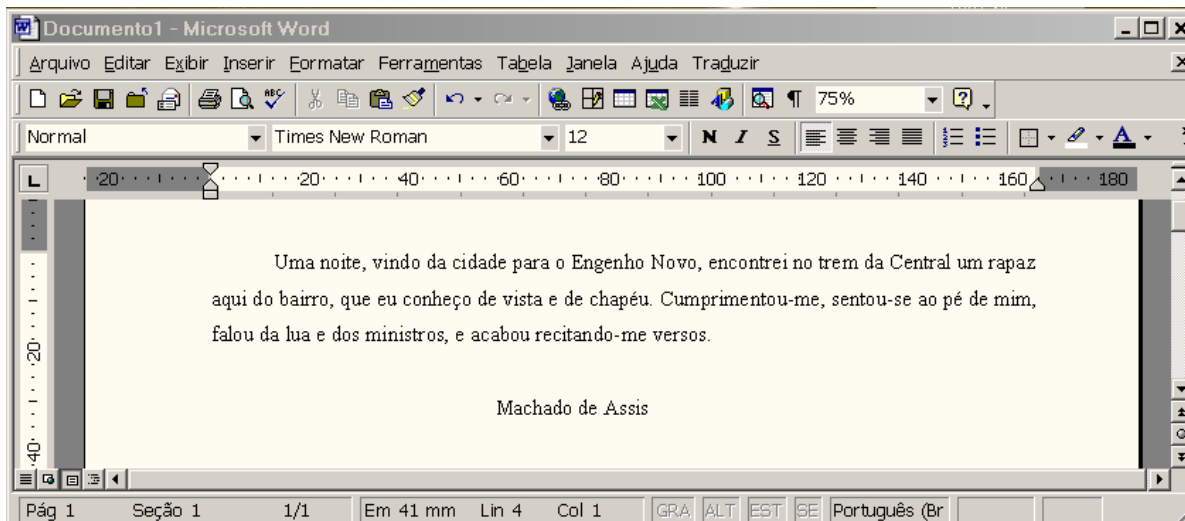 Documento1 - Microsoft Word
Arquivo Editar Exibir Inserir Formatar Ferramentas Tabela Janela Ajuda Traduzir
ABC 75%
Normal Times New Roman 12 N I S A
L 20 20 40 60 80 100 120 140 160 180
Uma noite, vindo da cidade para o Engenho Novo, encontrei no trem da Central um rapaz
aqui do bairro, que eu conheço de vista e de chapéu. Cumprimentou-me, sentou-se ao pé de mim,
falou da lua e dos ministros, e acabou recitando-me versos.
20
Machado de Assis
40
Pág 1 Seção 1 1/1 Em 41 mm Lin 4 Col 1 GRA ALT EST SE Português (Br